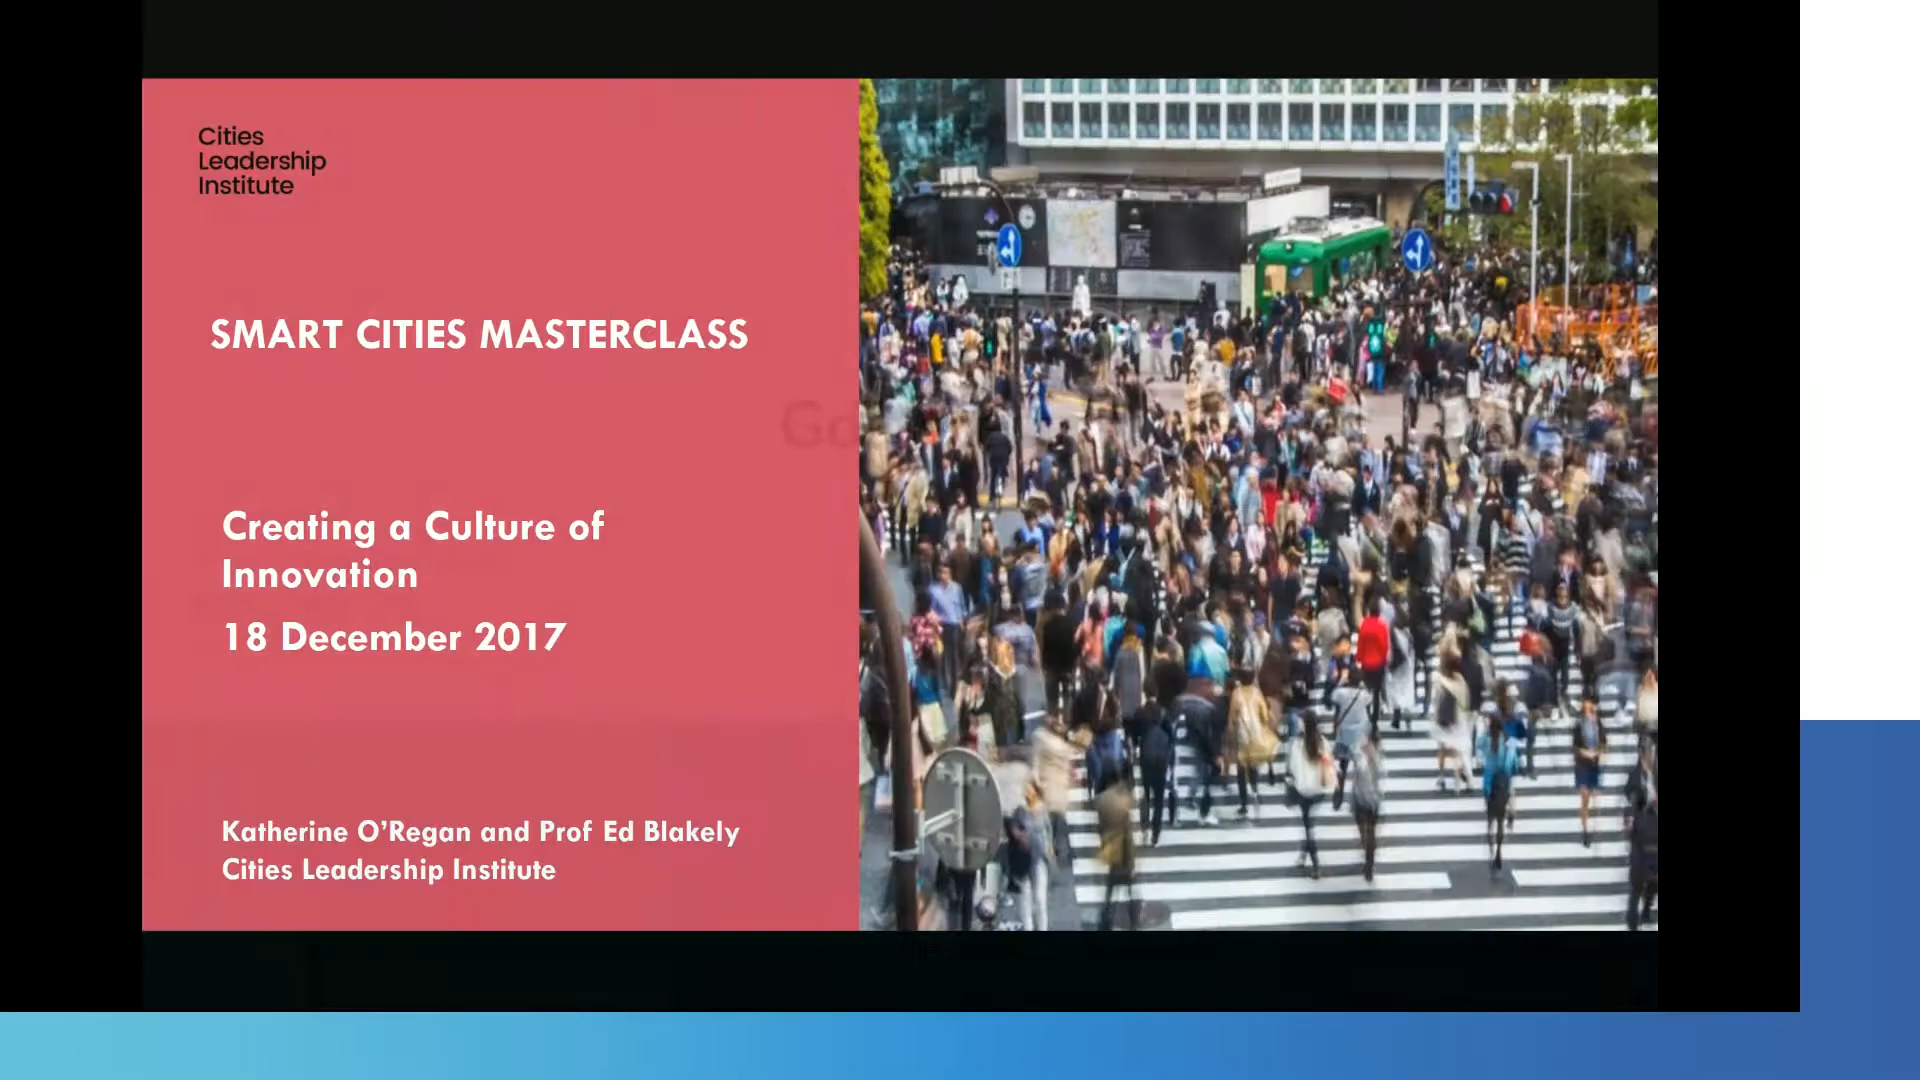 Cities
Leadership
Institute
SMART CITIES MASTERCLASS
Creating a Culture of
Innovation
18 December 2017
Katherine O’Regan and Prof Ed Blakely
Cities Leadership Institute